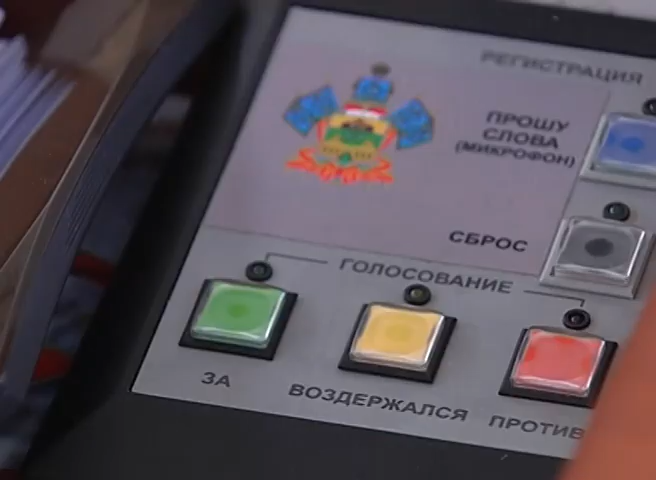 РЕГИСТРАЦИЯ
ПРОШУ
СЛОВА
(МИКРОФОН)
СБРОС
ГОЛОСОВАНИЕ
ЗА
ВОЗДЕРЖАЛСЯ
ПРОТИВ